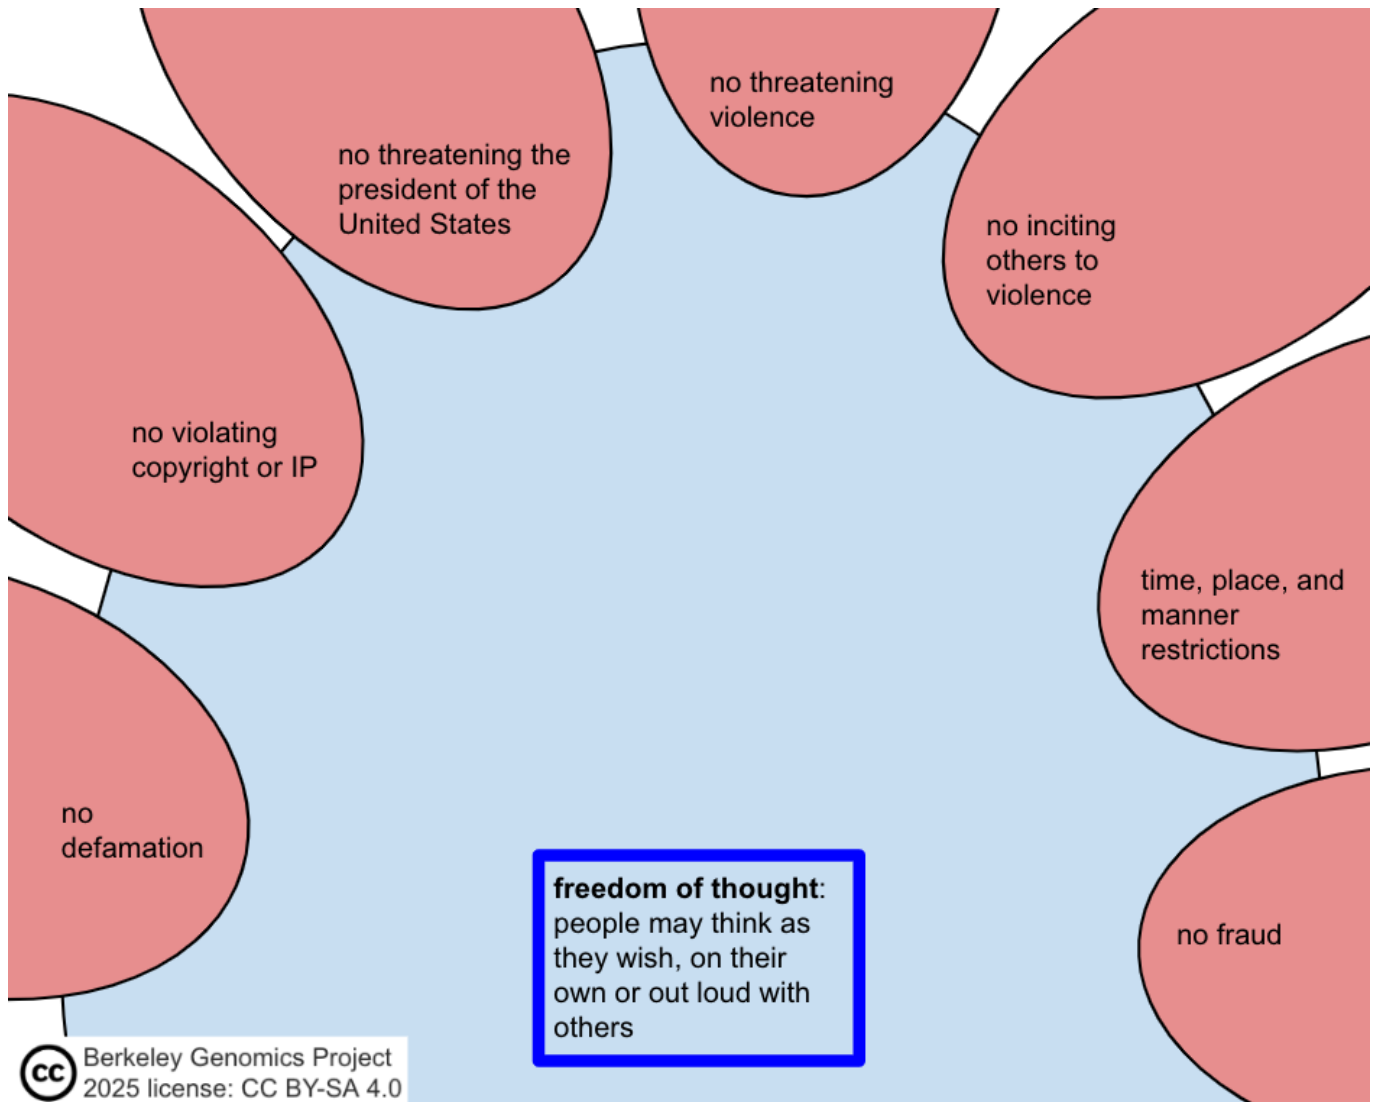 no threatening
violence
no threatening the
president of the
United States
no inciting
others to
violence
no violating
copyright or IP
time, place, and
manner
restrictions
no
defamation
freedom of thought:
people may think as
they wish, on their
own or out loud with
others
no fraud
cc
Berkeley Genomics Project
2025 license: CC BY-SA 4.0